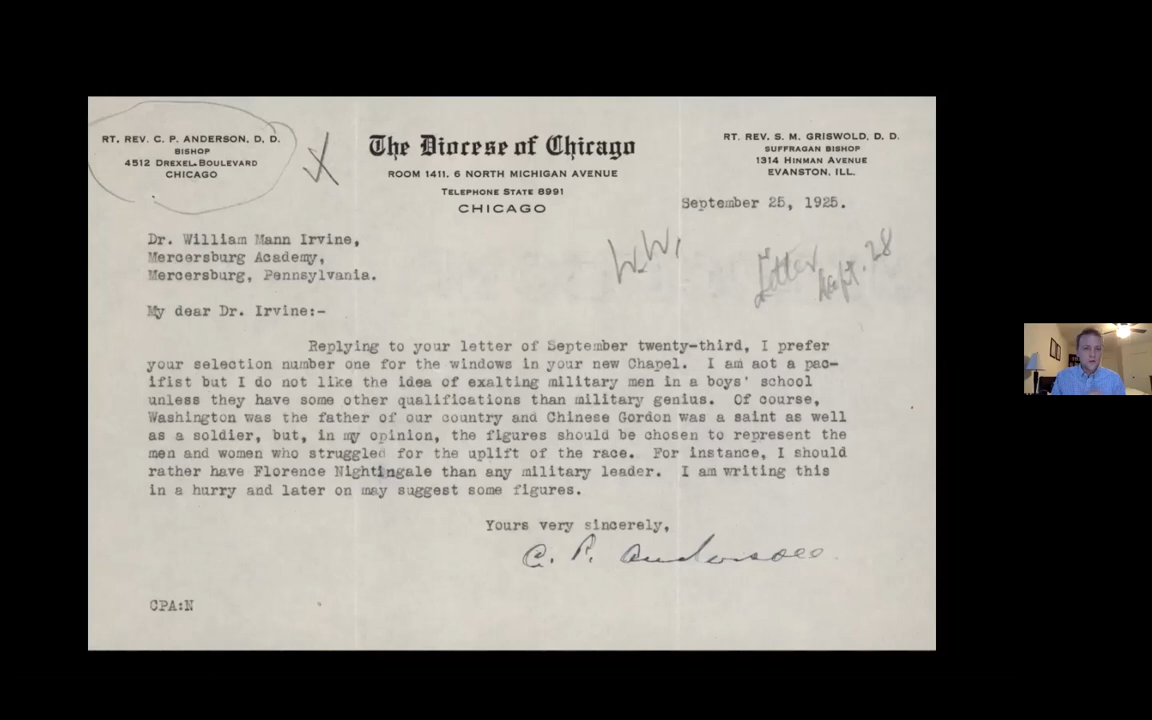 RT. REV. C. P. ANDERSON, D. D.
BISHOP
4512 DREXEL BOULEVARD
CHICAGO
The Diocese of Chicago
ROOM 1411. 6 NORTH MICHIGAN AVENUE
TELEPHONE STATE 8991
CHICAGO
RT. REV. S. M. GRISWOLD, D. D.
SUFFRAGAN BISHOP
1314 HINMAN AVENUE
EVANSTON, ILL.
September 25, 1925.
W.W.
Letter Sept. 28
Dr. William Mann Irvine,
Mercersburg Academy,
Mercersburg, Pennsylvania.
My dear Dr. Irvine:-
Replying to your letter of September twenty-third, I prefer
your selection number one for the windows in your new Chapel. I am aot a pac-
ifist but I do not like the idea of exalting military men in a boys' school
unless they have some other qualifications than military genius. Of course,
Washington was the father of our country and Chinese Gordon was a saint as well
as a soldier, but, in my opinion, the figures should be chosen to represent the
men and women who struggled for the uplift of the race. For instance, I should
rather have Florence Nightingale than any military leader. I am writing this
in a hurry and later on may suggest some figures.
Yours very sincerely,
C. P. Anderson
CPA:N